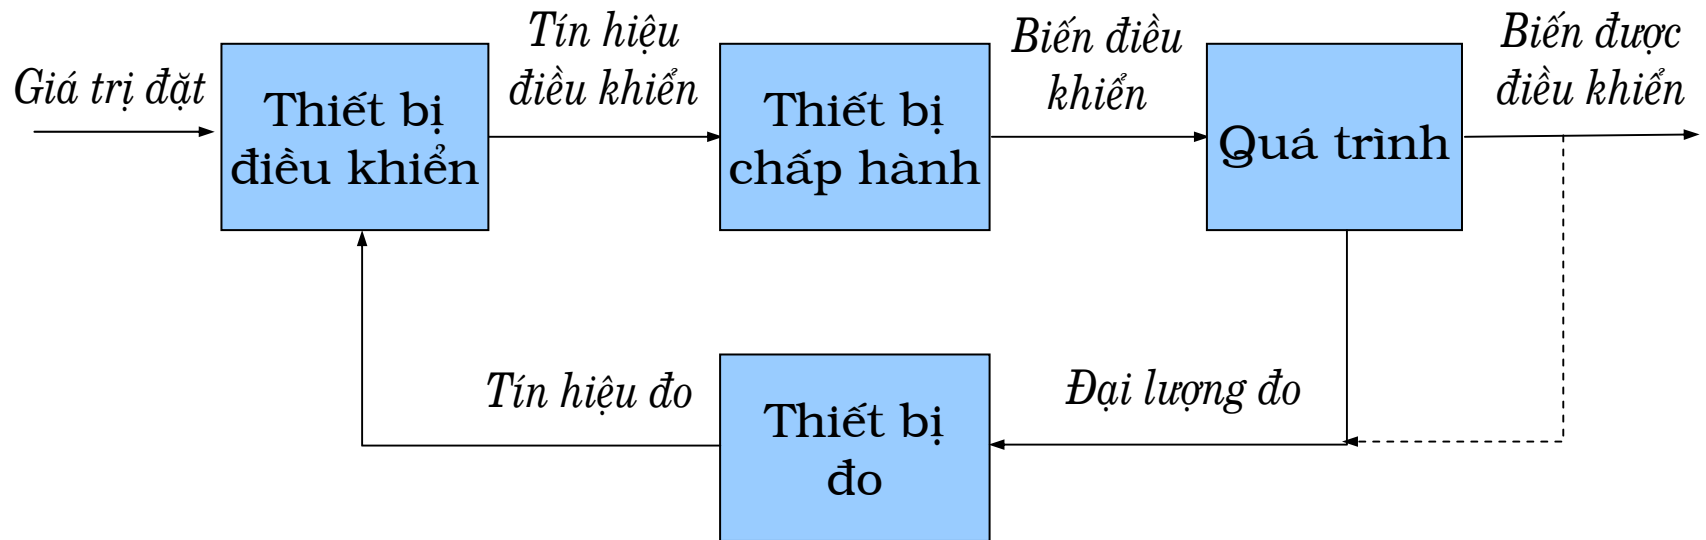 Giá trị đặt
Thiết bị
điều khiển
Tín hiệu
điều khiển
Thiết bị
chấp hành
Biến điều
khiển
Quá trình
Biến được
điều khiển
Tín hiệu đo
Thiết bị
đo
Đại lượng đo